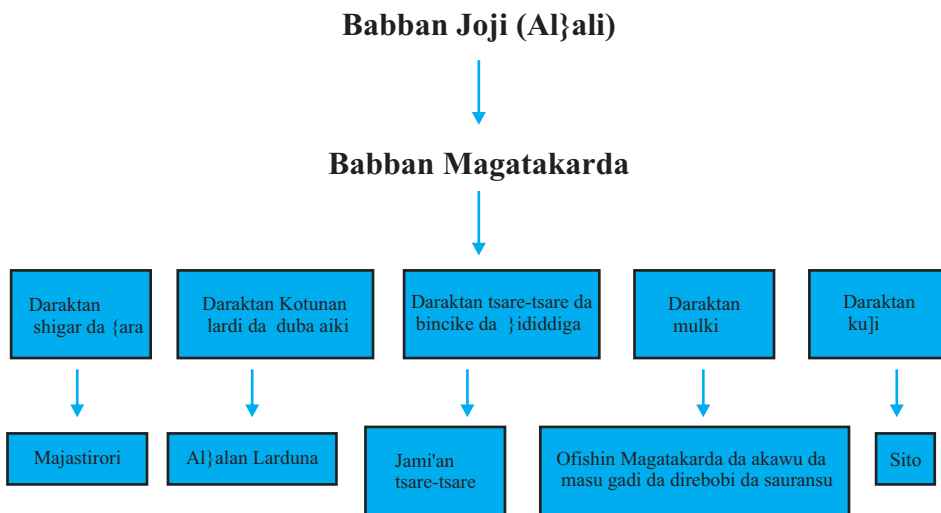 Babban Joji (Al}ali)
Babban Magatakarda
Daraktan
shigar da {ara
Daraktan Kotunan
lardi da duba aiki
Daraktan tsare-tsare da
bincike da }ididdiga
Daraktan
mulki
Daraktan
ku]i
Majastirori
Al}alan Larduna
Jami'an
tsare-tsare
Ofishin Magatakarda da akawu da
masu gadi da direbobi da sauransu
Sito